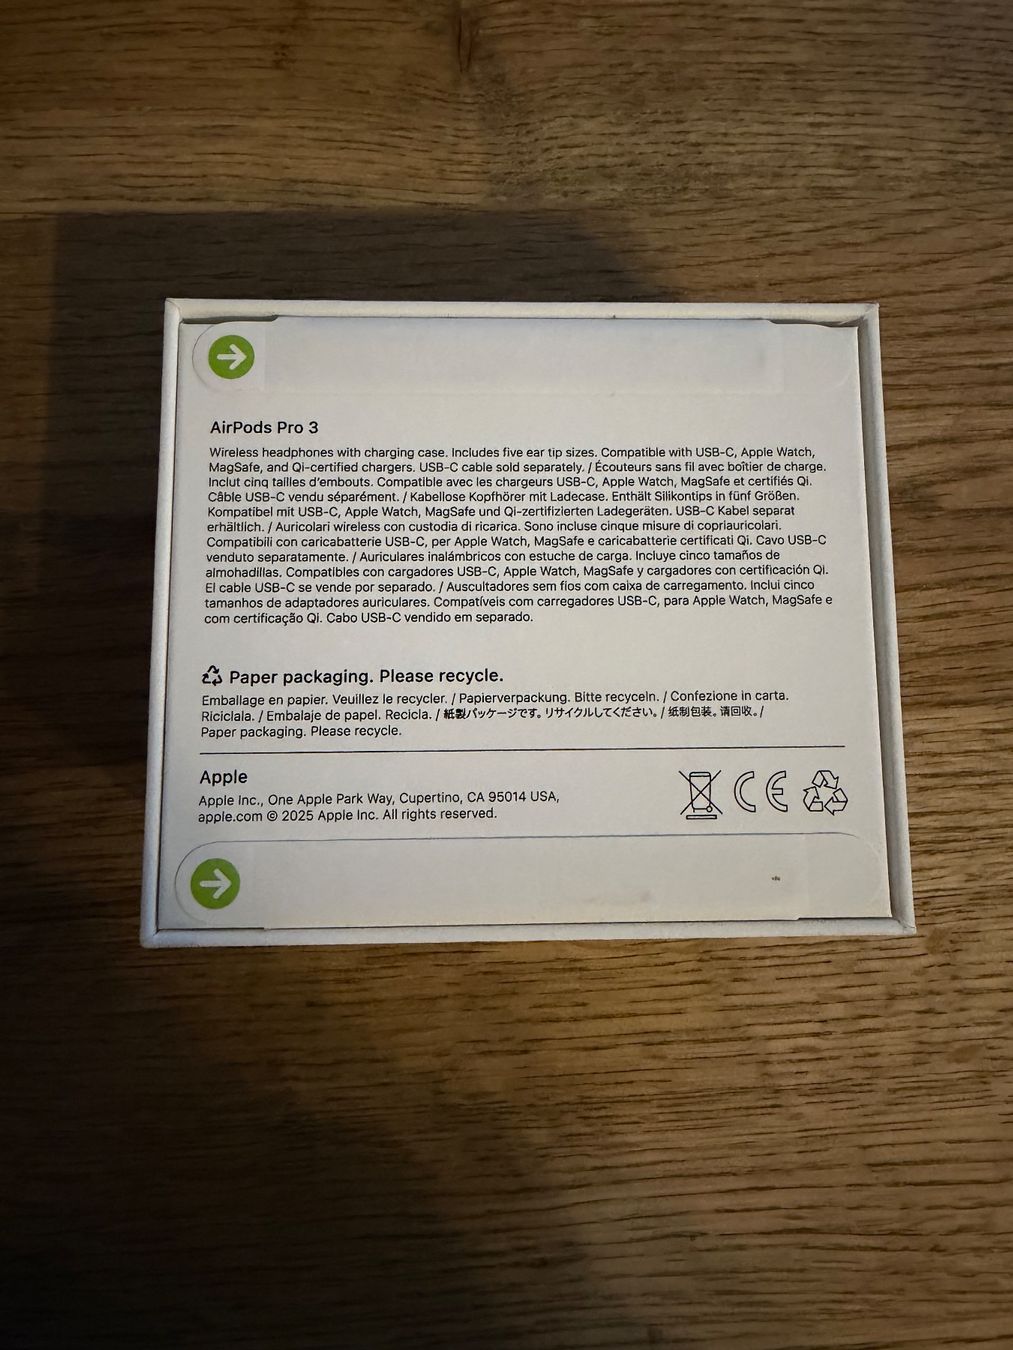 AirPods Pro 3
Wireless headphones with charging case. Includes five ear tip sizes. Compatible with USB-C, Apple Watch,
MagSafe, and Qi-certified chargers. USB-C cable sold separately. / Écouteurs sans fil avec boîtier de charge.
Inclut cinq tailles d'embouts. Compatible avec les chargeurs USB-C, Apple Watch, MagSafe et certifiés Qi.
Câble USB-C vendu séparément. / Kabellose Kopfhörer mit Ladecase. Enthält Silikontips in fünf Größen.
Kompatibel mit USB-C, Apple Watch, MagSafe und Qi-zertifizierten Ladegeräten. USB-C Kabel separat
erhältlich. / Auricolari wireless con custodia di ricarica. Sono incluse cinque misure di copriauricolari.
Compatibili con caricabatterie USB-C, per Apple Watch, MagSafe e caricabatterie certificati Qi. Cavo USB-C
venduto separatamente. / Auriculares inalámbricos con estuche de carga. Incluye cinco tamaños de
almohadillas. Compatibles con cargadores USB-C, Apple Watch, MagSafe y cargadores con certificación Qi.
El cable USB-C se vende por separado. / Auscultadores sem fios com caixa de carregamento. Inclui cinco
tamanhos de adaptadores auriculares. Compatíveis com carregadores USB-C, para Apple Watch, MagSafe e
com certificação Qi. Cabo USB-C vendido em separado.
Paper packaging. Please recycle.
Emballage en papier. Veuillez le recycler. / Papierverpackung. Bitte recyceln. / Confezione in carta.
Riciclala. / Embalaje de papel. Recicla. / 紙製パッケージです。リサイクルしてください。/ 纸制包装。请回收。/
Paper packaging. Please recycle.
Apple
Apple Inc., One Apple Park Way, Cupertino, CA 95014 USA,
apple.com © 2025 Apple Inc. All rights reserved.
CE